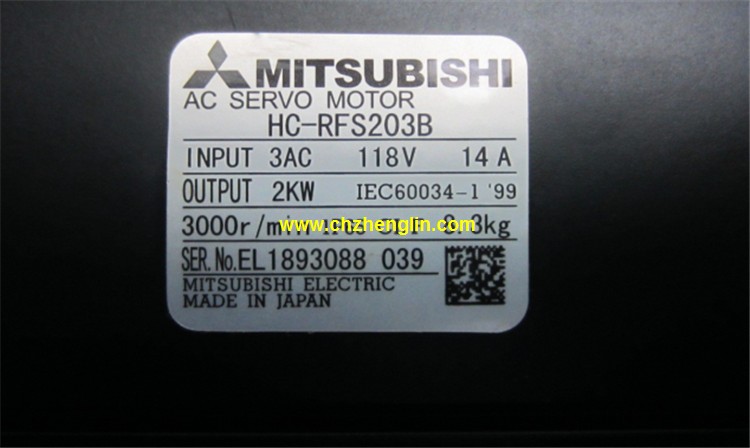 MITSUBISHI
AC SERVO MOTOR
HC-RFS203B
INPUT 3AC 118V 14 A
OUTPUT 2KW IEC60034-1 '99
3000r/min
www.chzhenglin.com
SER.No.EL1893088 039
MITSUBISHI ELECTRIC
MADE IN JAPAN